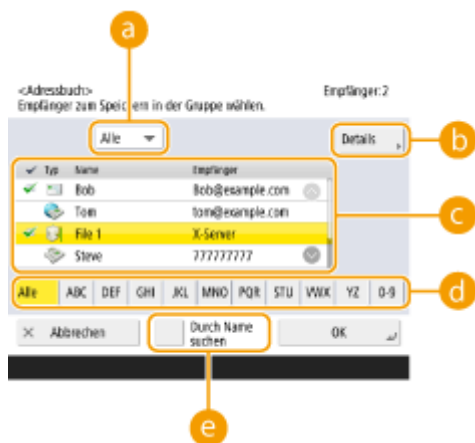 a
<Adressbuch>
Empfänger:2
Empfänger zum Speichern in der Gruppe wählen.
Alle
Details
b
Typ Name Empfänger
Bob Bob@example.com
Tom tom@example.com
c
File 1 X-Server
Steve 777777777
Alle ABC DEF GHI JKL MNO PQR STU VWX YZ 0-9
d
× Abbrechen
Durch Name
suchen
OK
e